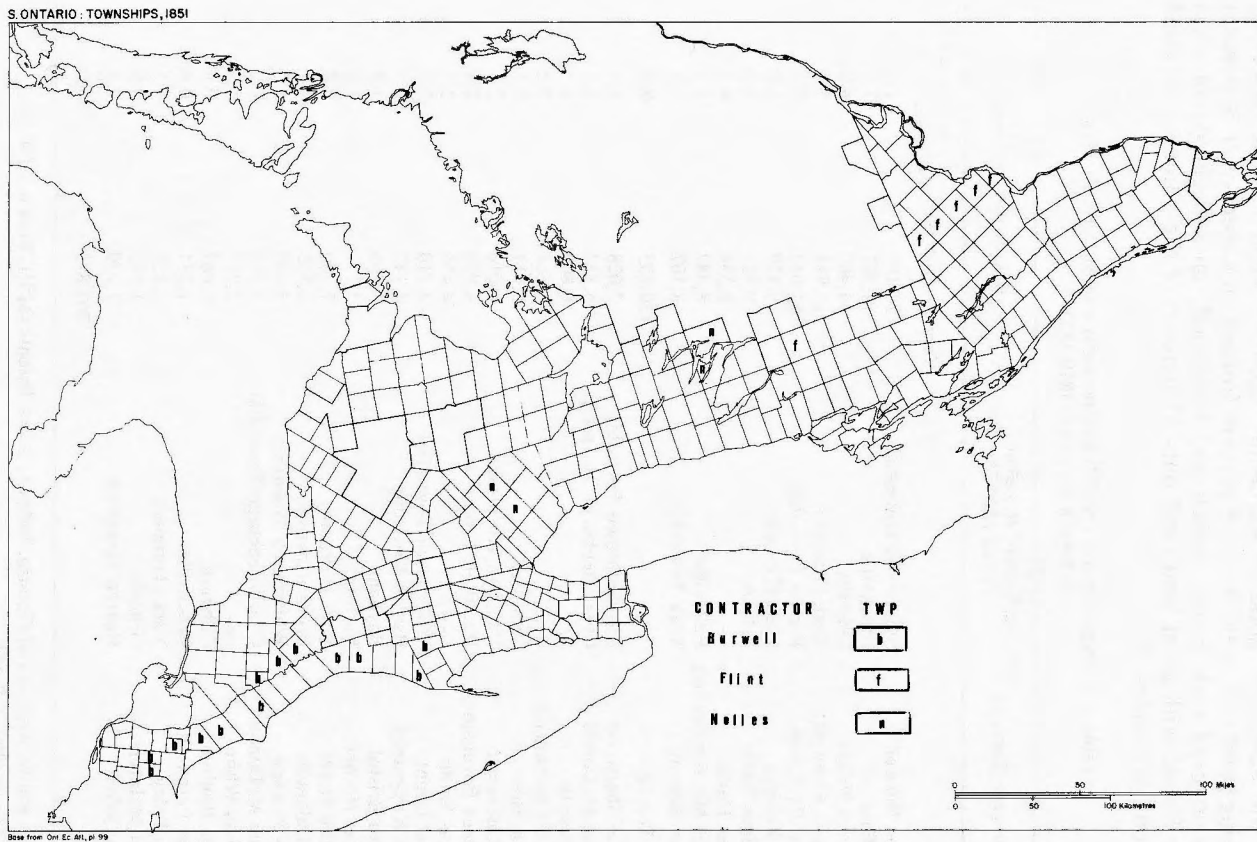 S. ONTARIO : TOWNSHIPS, 1851
f
f
f
f
f
n
f
n
n
n
b
b
b b
b
b
b
b
b
b
b
b
b
CONTRACTOR TWP
Burwell b
Flint f
Nelles n
0 50 100 Miles
0 50 100 Kilometres
Base from Ont Ec Atl, pl 99